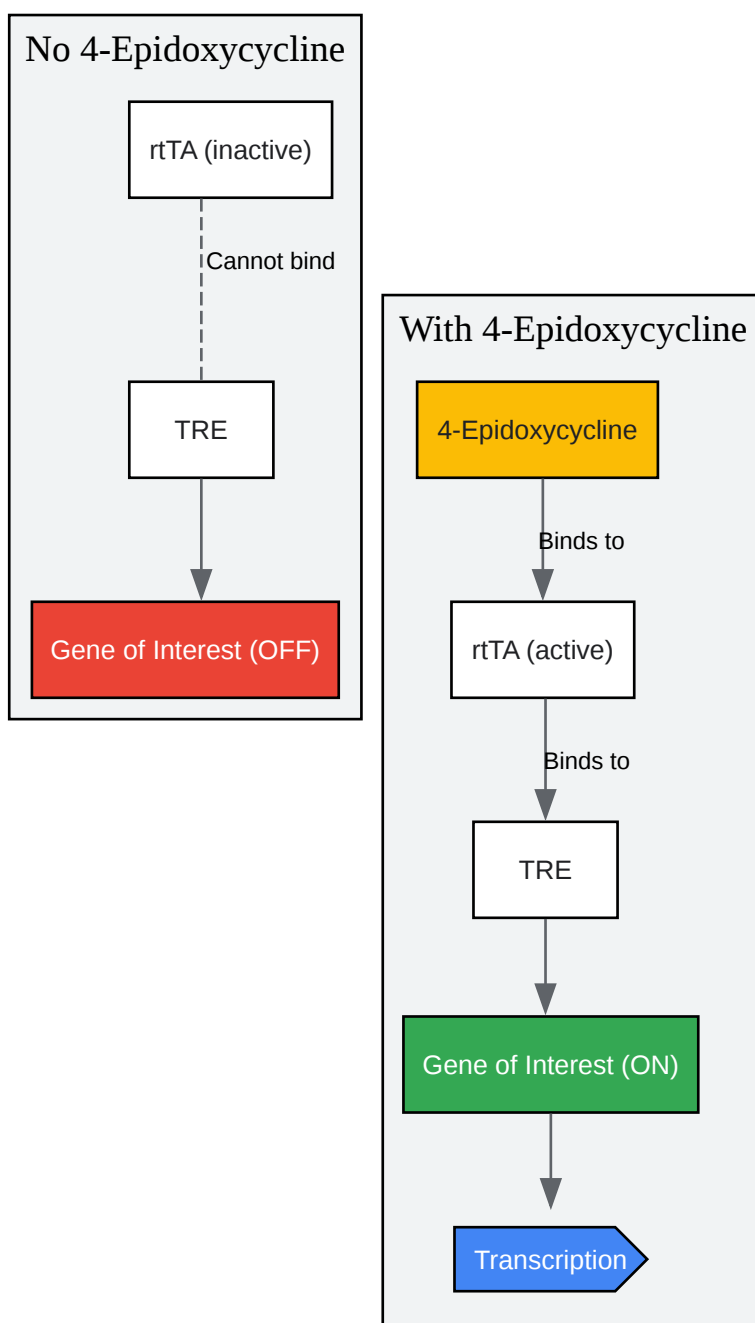 No 4-Epidoxycycline
rtTA (inactive)
Cannot bind
TRE
Gene of Interest (OFF)
With 4-Epidoxycycline
4-Epidoxycycline
Binds to
rtTA (active)
Binds to
TRE
Gene of Interest (ON)
Transcription